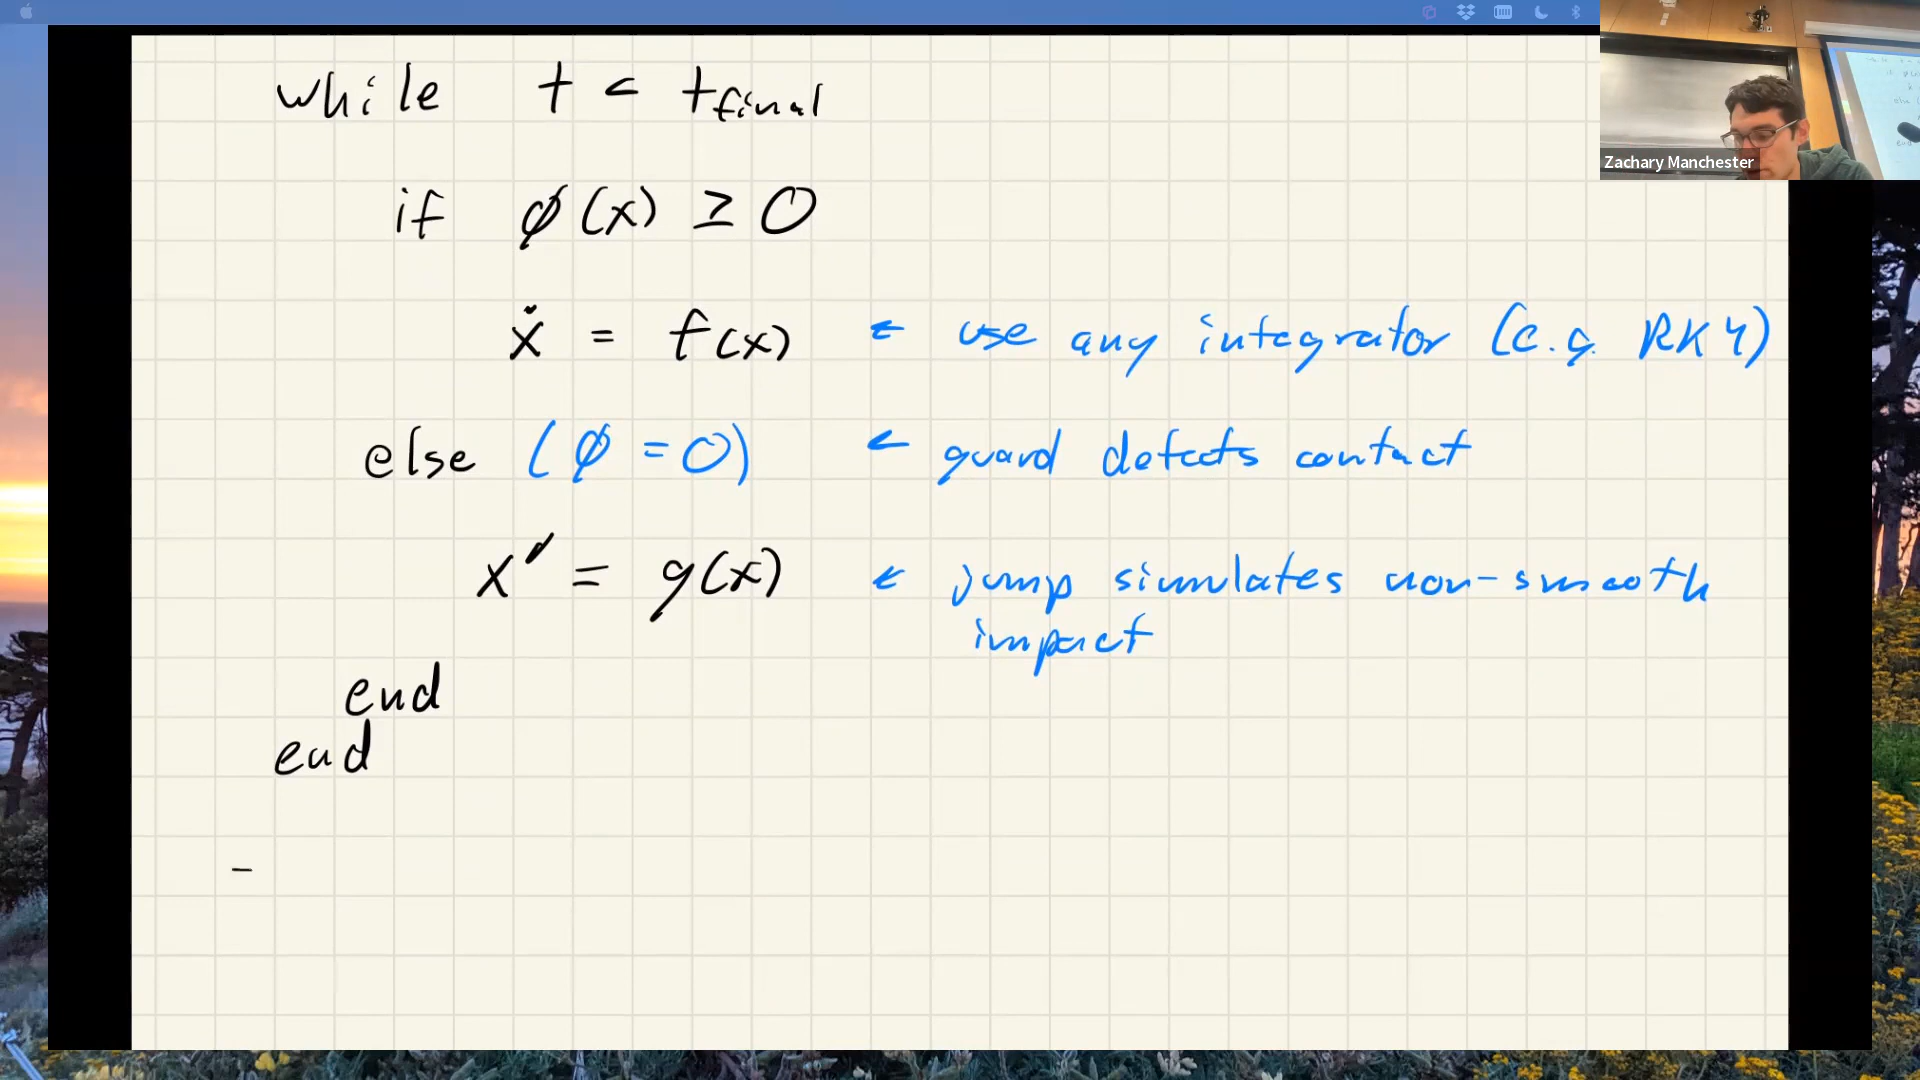 while t < tfinal
Zachary Manchester
if ϕ(x) ≥ 0
ẋ = f(x) ← use any integrator (e.g. RK4)
else (ϕ = 0) ← guard detects contact
x' = g(x) ← jump simulates non-smooth
impact
end
end
-